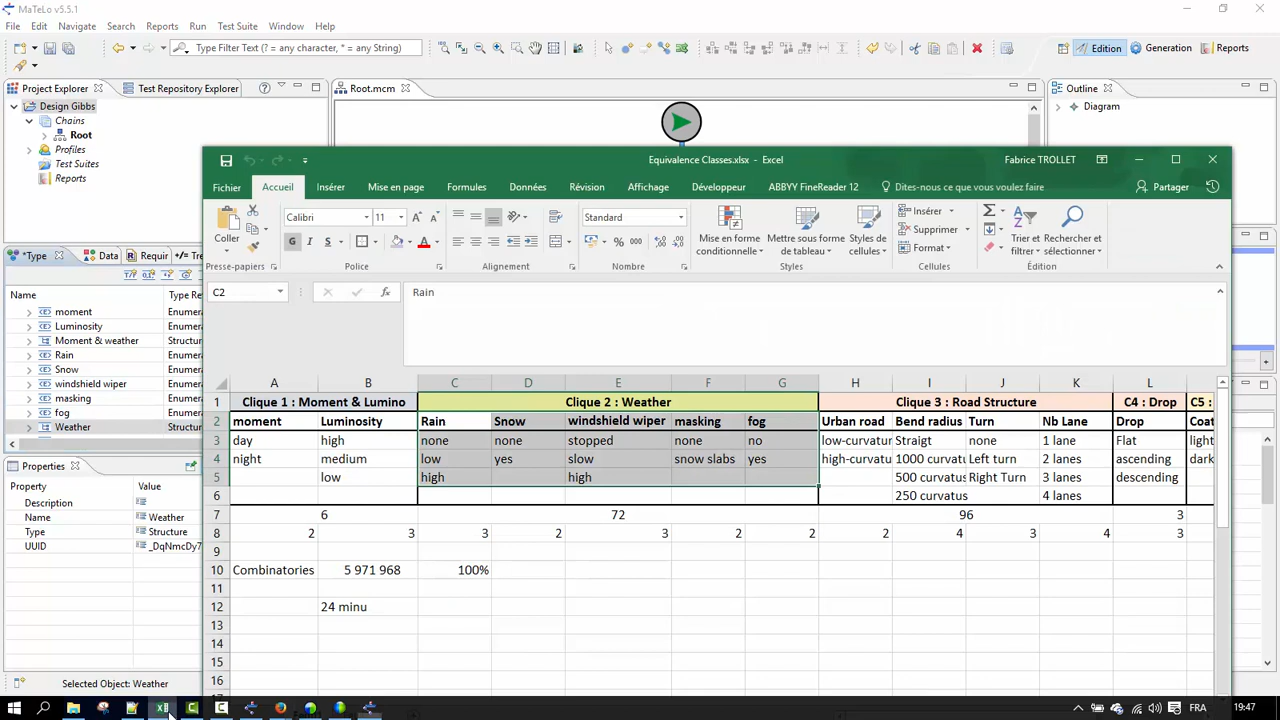 MaTeLo v5.5.1
File Edit Navigate Search Reports Run Test Suite Window Help
Type Filter Text (? = any character, * = any String)
Edition Generation Reports
Project Explorer Test Repository Explorer Root.mcm Outline
Design Gibbs
Chains
Root
Profiles
Test Suites
Reports
Diagram
Equivalence Classes.xlsx - Excel
Fabrice TROLLET
Fichier Accueil Insérer Mise en page Formules Données Révision Affichage Développeur ABBYY FineReader 12 Dites-nous ce que vous voulez faire Partager
Coller
Calibri 11
G I S
Standard
Mise en forme conditionnelle
Mettre sous forme de tableau
Styles de cellules
Insérer
Supprimer
Format
Trier et filtrer
Rechercher et sélectionner
Presse-papiers Police Alignement Nombre Styles Cellules Édition
*Type Data Requir Tre
C2 Rain
Name Type Re
moment Enumera
Luminosity Enumera
Moment & weather Structure
Rain Enumera
Snow Enumera
windshield wiper Enumera
masking Enumera
fog Enumera
Weather Structure
Properties
Property Value
Description
Name Weather
Type Structure
UUID _DqNmcDy7
A B C D E F G H I J K L
1 Clique 1 : Moment & Lumino Clique 2 : Weather Clique 3 : Road Structure C4 : Drop C5 :
2 moment Luminosity Rain Snow windshield wiper masking fog Urban road Bend radius Turn Nb Lane Drop Coat
3 day high none none stopped none no low-curvatur Straigt none 1 lane Flat light
4 night medium low yes slow snow slabs yes high-curvatu 1000 curvatu Left turn 2 lanes ascending dark
5 low high high 500 curvatus Right Turn 3 lanes descending
6 250 curvatus 4 lanes
7 6 72 96 3
8 2 3 3 2 3 2 2 2 4 3 4 3
9
10 Combinatories 5 971 968 100%
11
12 24 minu
13
14
15
16
Selected Object: Weather
FRA 19:47